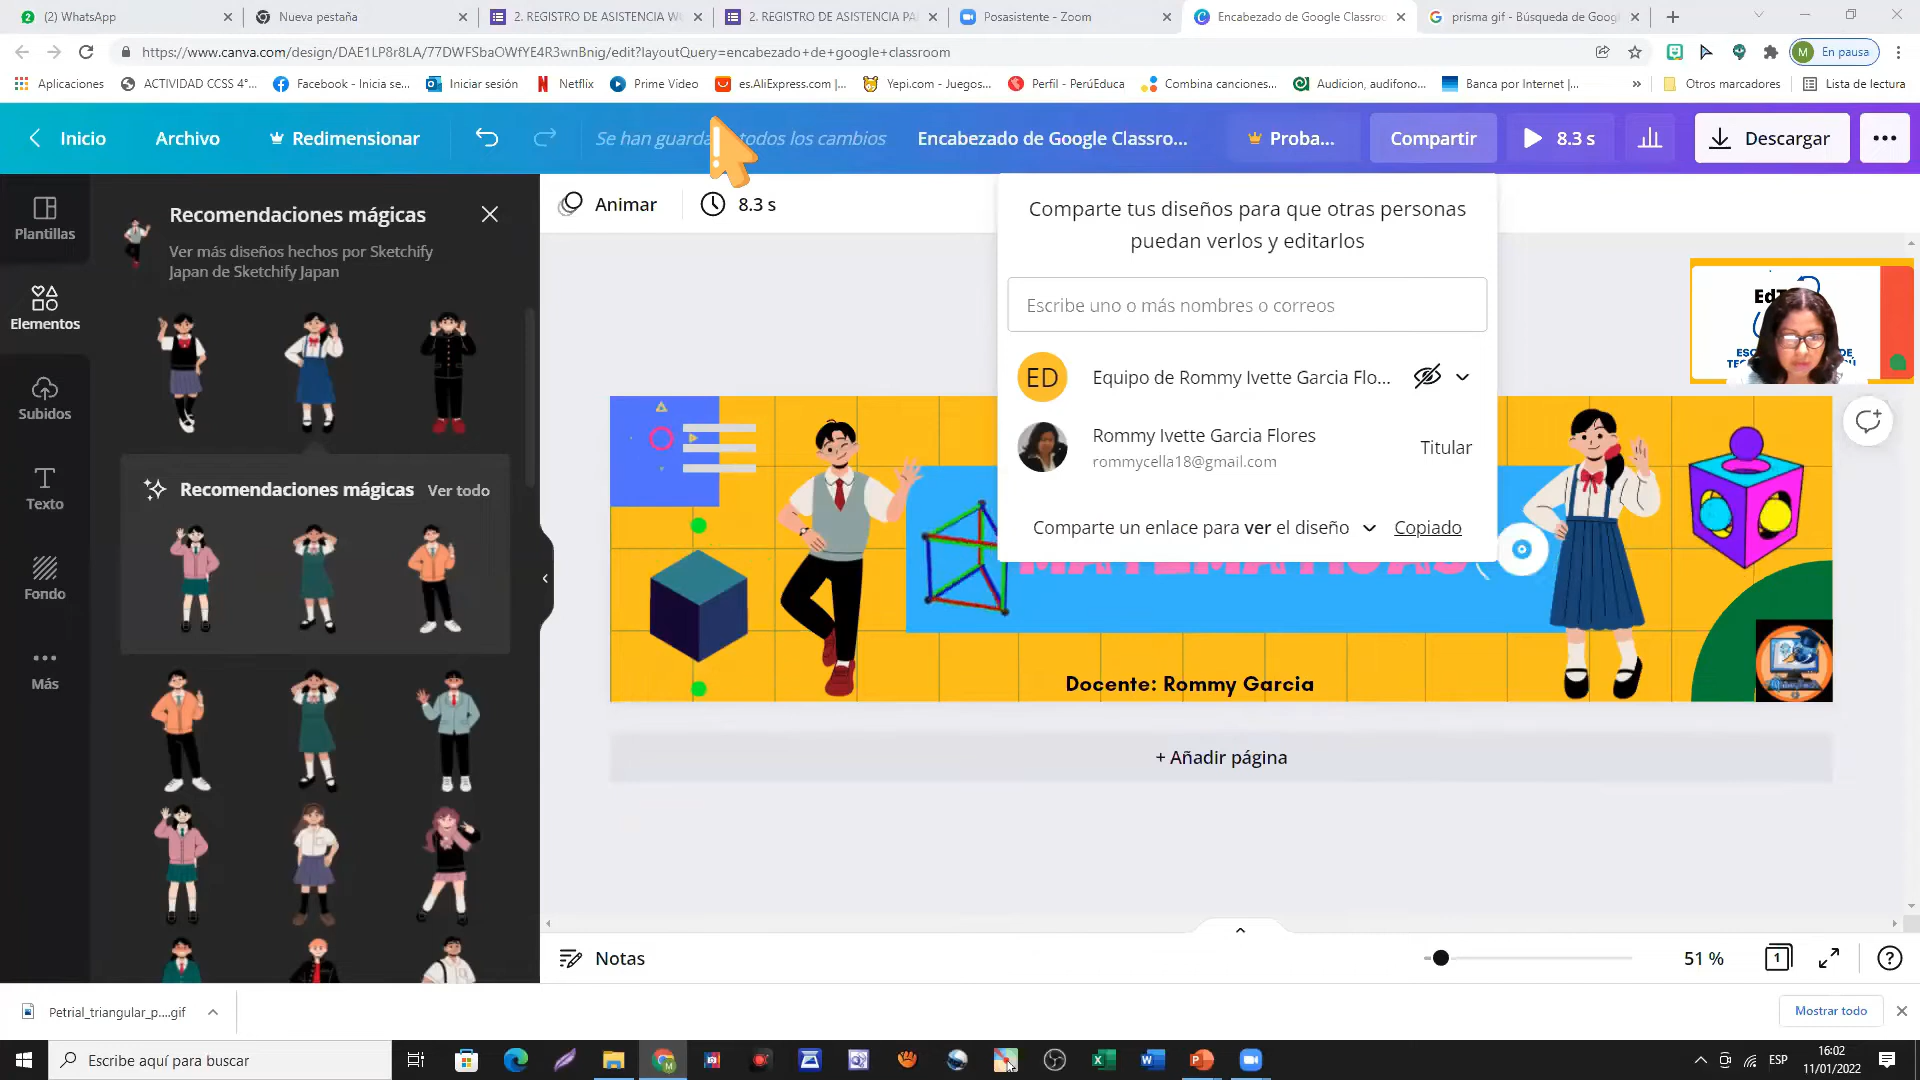 (2) WhatsApp
Nueva pestaña
2. REGISTRO DE ASISTENCIA W
2. REGISTRO DE ASISTENCIA PA
Posasistente - Zoom
Encabezado de Google Classro
prisma gif - Búsqueda de Goog
https://www.canva.com/design/DAE1LP8r8LA/77DWFSbaOWfYE4R3wnBnig/edit?layoutQuery=encabezado+de+google+classroom
M En pausa
Aplicaciones
ACTIVIDAD CCSS 4°...
Facebook - Inicia se...
Iniciar sesión
Netflix
Prime Video
es.AliExpress.com |...
Yepi.com - Juegos...
Perfil - PerúEduca
Combina canciones...
Audicion, audifono...
Banca por Internet |...
Otros marcadores
Lista de lectura
Inicio
Archivo
Redimensionar
Se han guarda todos los cambios
Encabezado de Google Classro...
Proba...
Compartir
8.3 s
Descargar
Plantillas
Elementos
Subidos
Texto
Fondo
Más
Recomendaciones mágicas
Ver más diseños hechos por Sketchify
Japan de Sketchify Japan
Recomendaciones mágicas
Ver todo
Animar
8.3 s
Comparte tus diseños para que otras personas
puedan verlos y editarlos
Escribe uno o más nombres o correos
ED
Equipo de Rommy Ivette Garcia Flo...
Rommy Ivette Garcia Flores
rommycella18@gmail.com
Titular
Comparte un enlace para ver el diseño
Copiado
MATEMATICAS
Docente: Rommy Garcia
+ Añadir página
Notas
51 %
1
Petrial_triangular_p....gif
Mostrar todo
Escribe aquí para buscar
ESP
16:02
11/01/2022